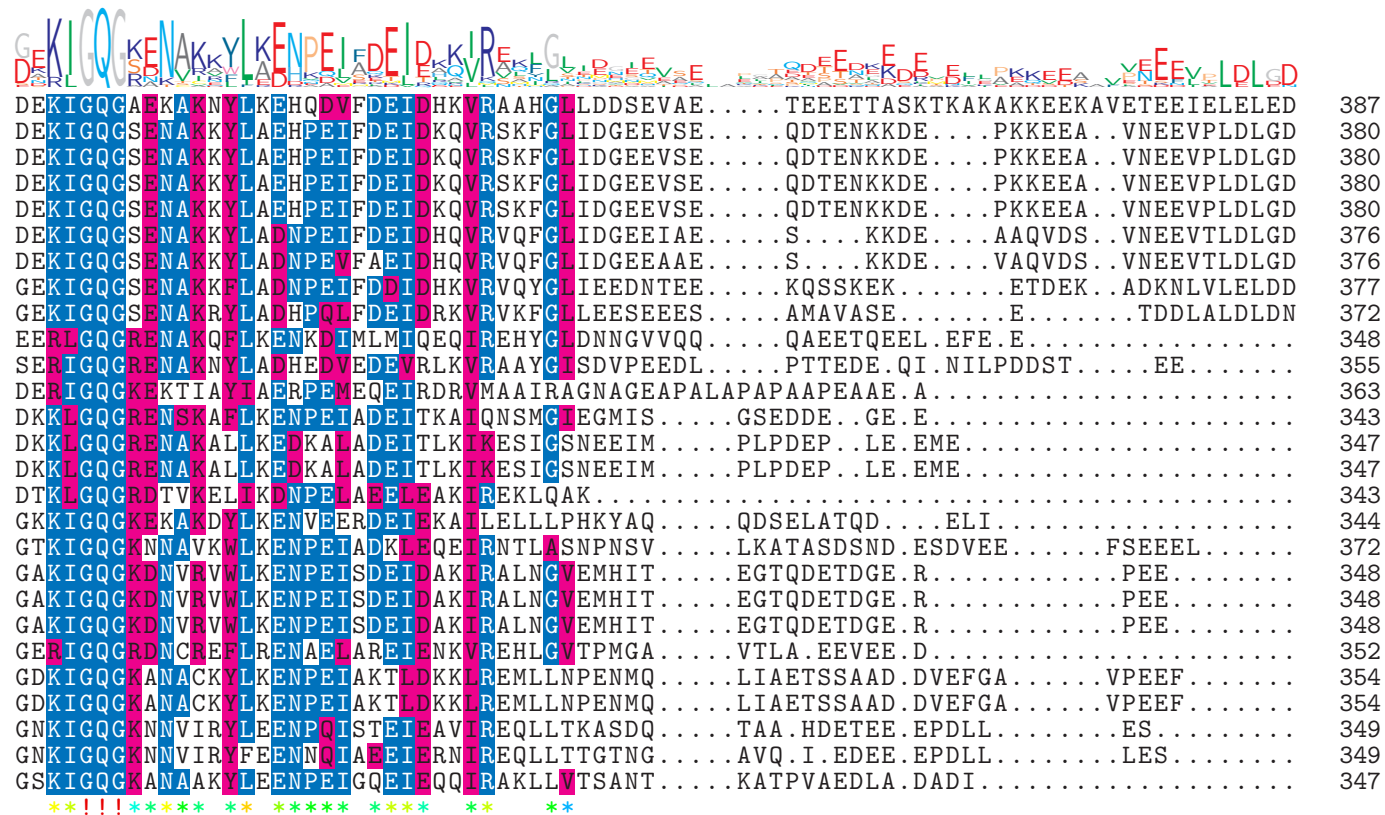 GEKIGQGKENAKKYLKENPEIFDEIDKKIREKLG
DEKIGQGAEKAKNYLKEHQDVFDEIDHKVRAAHGLLDDSEVAE.....TEEETTASKTKAKAKKEEKAVETEEIELELED 387
DEKIGQGSENAKKYLAEHPEIFDEIDKQVRSKFGLIDGEEVSE.....QDTENKKDE....PKKEEA..VNEEVPLDLGD 380
DEKIGQGSENAKKYLAEHPEIFDEIDKQVRSKFGLIDGEEVSE.....QDTENKKDE....PKKEEA..VNEEVPLDLGD 380
DEKIGQGSENAKKYLAEHPEIFDEIDKQVRSKFGLIDGEEVSE.....QDTENKKDE....PKKEEA..VNEEVPLDLGD 380
DEKIGQGSENAKKYLAEHPEIFDEIDKQVRSKFGLIDGEEVSE.....QDTENKKDE....PKKEEA..VNEEVPLDLGD 380
DEKIGQGSENAKKYLADNPEIFDEIDHQVRVQFGLIDGEEIAE.....S....KKDE....AAQVDS..VNEEVTLDLGD 376
DEKIGQGSENAKKYLADNPEVFAEIDHQVRVQFGLIDGEEAAE.....S....KKDE....VAQVDS..VNEEVTLDLGD 376
GEKIGQGSENAKKFLADNPEIFDDIDHKVRVQYGLIEEDNTEE.....KQSSKEK.......ETDEK..ADKNLVLELDD 377
GEKIGQGSENAKRYLADHPQLFDEIDRKVRVKFGLLEESEEES.....AMAVASE.......E.......TDDLALDLDN 372
EERLGQGRENAKQFLKENKDIMLMIQEQIREHYGLDNNGVVQQ.....QAEETQEEL.EFE.E................. 348
SERIGQGRENAKNYLADHEDVEDEVRLKVRAAYGISDVPEEDL.....PTTEDE.QI.NILPDDST.....EE....... 355
DERIGQGKEKTIAYIAERPEMEQEIRDRVMAAIRAGNAGEAPALAPAPAAPEAAE.A....................... 363
DKKLGQGRENSKAFLKENPEIADEITKAIQNSMGIEGMIS......GSEDDE..GE.E...................... 343
DKKLGQGRENAKALLKEDKALADEITLKIKESIGSNEEIM......PLPDEP..LE.EME.................... 347
DKKLGQGRENAKALLKEDKALADEITLKIKESIGSNEEIM......PLPDEP..LE.EME.................... 347
DTKLGQGRDTVKELIKDNPELAEELEAKIREKLQAK............................................ 343
GKKIGQGKEKAKDYLKENVEERDEIEKAILELLLPHKYAQ.....QDSELATQD....ELI................... 344
GTKIGQGKNNAVKWLKENPEIADKLEQEIRNTLASNPNSV.....LKATASDSND.ESDVEE......FSEEEL...... 372
GAKIGQGKDNVRVWLKENPEISDEIDAKIRALNGVEMHIT.....EGTQDETDGE.R............PEE........ 348
GAKIGQGKDNVRVWLKENPEISDEIDAKIRALNGVEMHIT.....EGTQDETDGE.R............PEE........ 348
GAKIGQGKDNVRVWLKENPEISDEIDAKIRALNGVEMHIT.....EGTQDETDGE.R............PEE........ 348
GERIGQGRDNCREFLRENAELAREIENKVREHLGVTPMGA.....VTLA.EEVEE.D....................... 352
GDKIGQGKANACKYLKENPEIAKTLDKKLREMLLNPENMQ.....LIAETSSAAD.DVEFGA......VPEEF....... 354
GDKIGQGKANACKYLKENPEIAKTLDKKLREMLLNPENMQ.....LIAETSSAAD.DVEFGA......VPEEF....... 354
GNKIGQGKNNVIRYLEENPQISTEIEAVIREQLLTKASDQ.....TAA.HDETEE.EPDLL........ES......... 349
GNKIGQGKNNVIRYFEENNQIAEEIERNIREQLLTTGTNG.....AVQ.I.EDEE.EPDLL........LES........ 349
GSKIGQGKANAAKYLEENPEIGQEIEQQIRAKLLVTSANT.....KATPVAEDLA.DADI.................... 347
**!!!***** ** ***** **** ** **